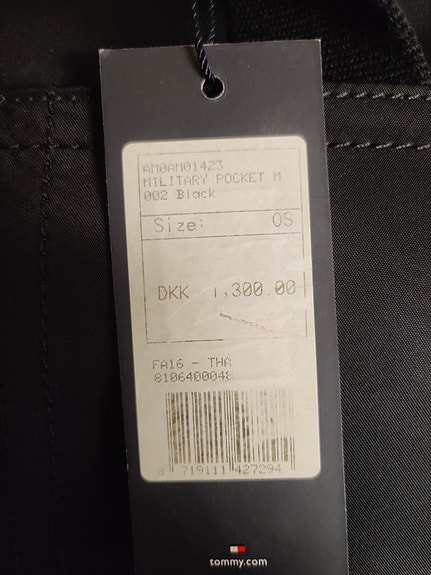 AM0AM01423
MILITARY POCKET M
002 Black
Size: OS
DKK 1,300.00
FA16 - THA
8106400048
8 719111 427294
tommy.com